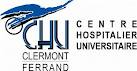 CHU
CLERMONT
FERRAND
CENTRE
HOSPITALIER
UNIVERSITAIRE